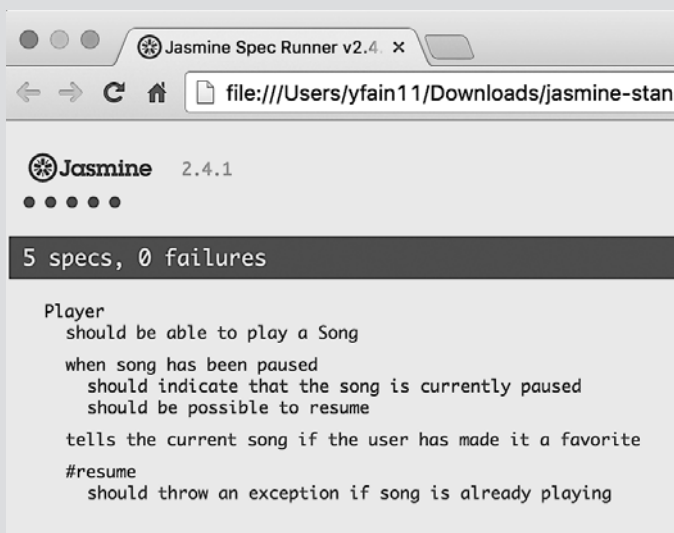 Jasmine Spec Runner v2.4.
file:///Users/yfain11/Downloads/jasmine-stan
Jasmine 2.4.1
5 specs, 0 failures
Player
should be able to play a Song
when song has been paused
should indicate that the song is currently paused
should be possible to resume
tells the current song if the user has made it a favorite
#resume
should throw an exception if song is already playing